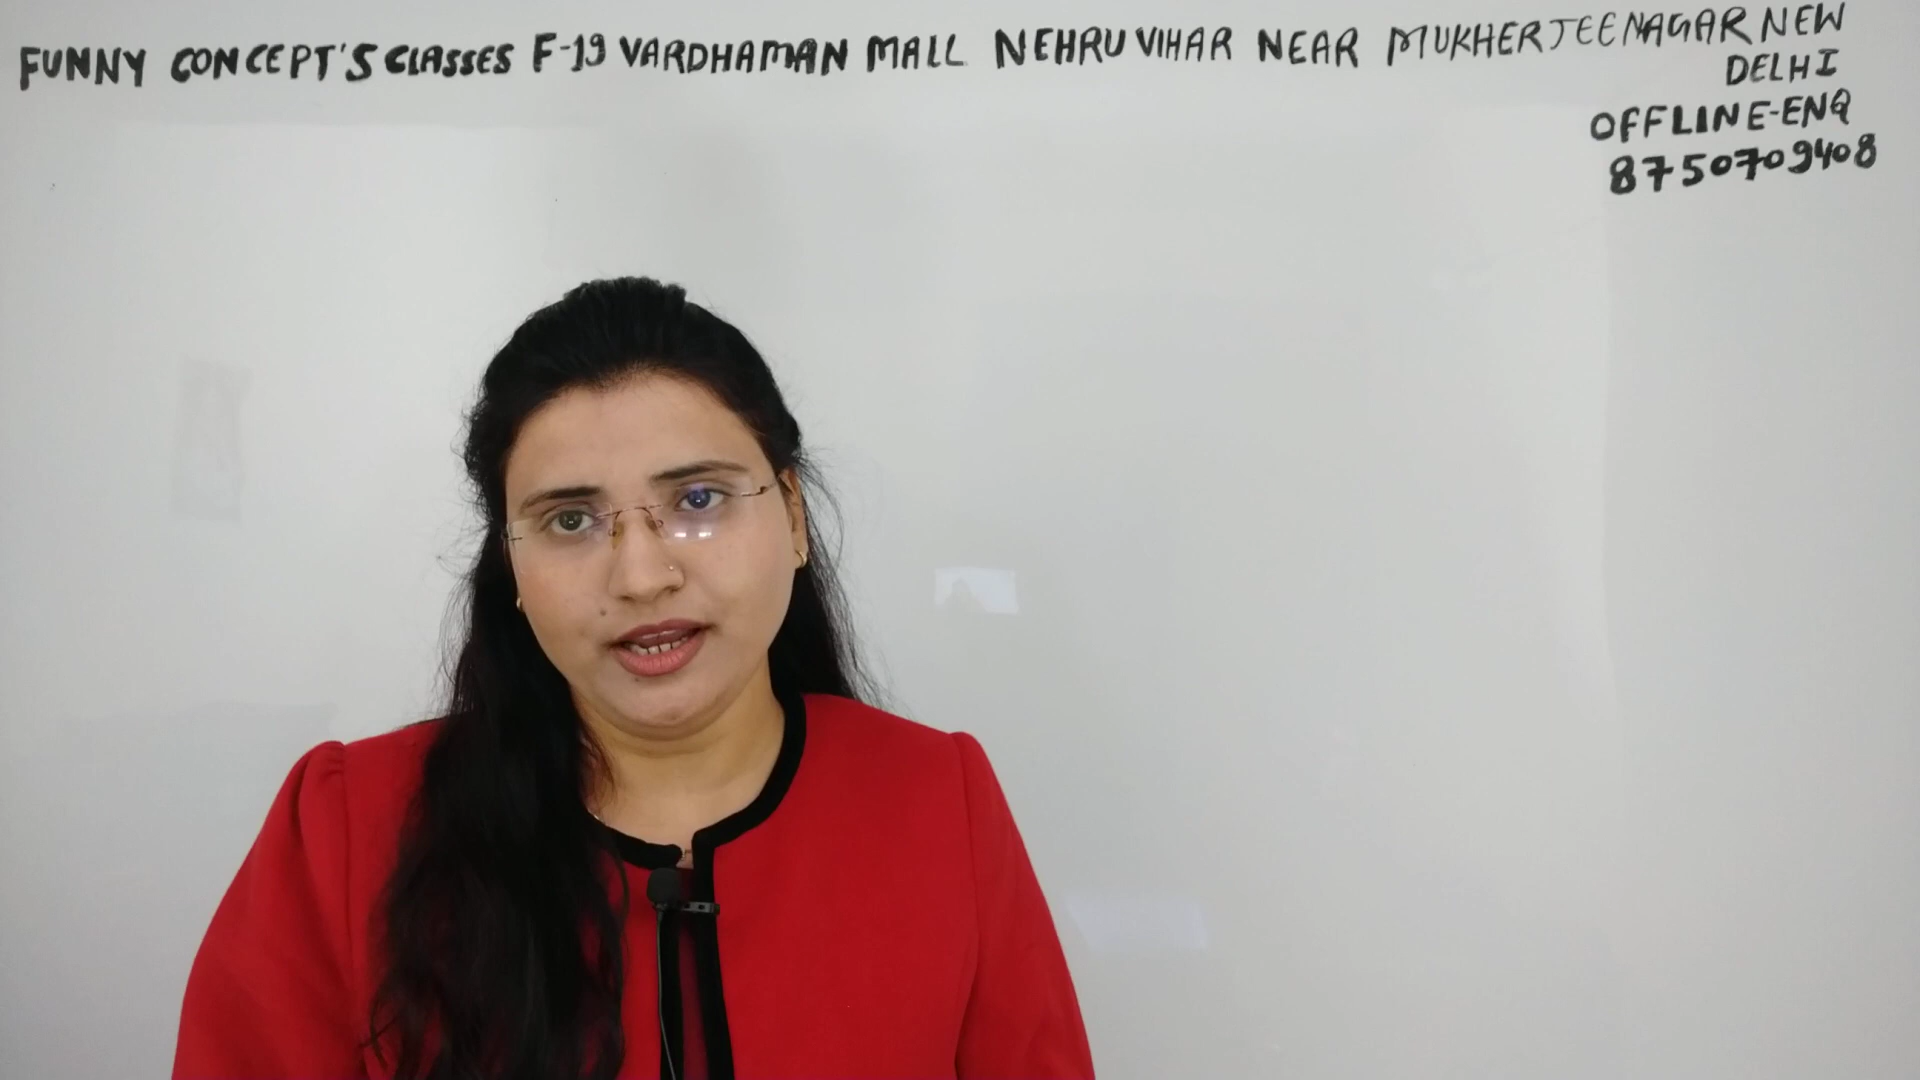 FUNNY CONCEPT'S CLASSES F-19 VARDHAMAN MALL NEHRU VIHAR NEAR MUKHERJEENAGAR NEW
DELHI
OFFLINE-ENQ
8750709408